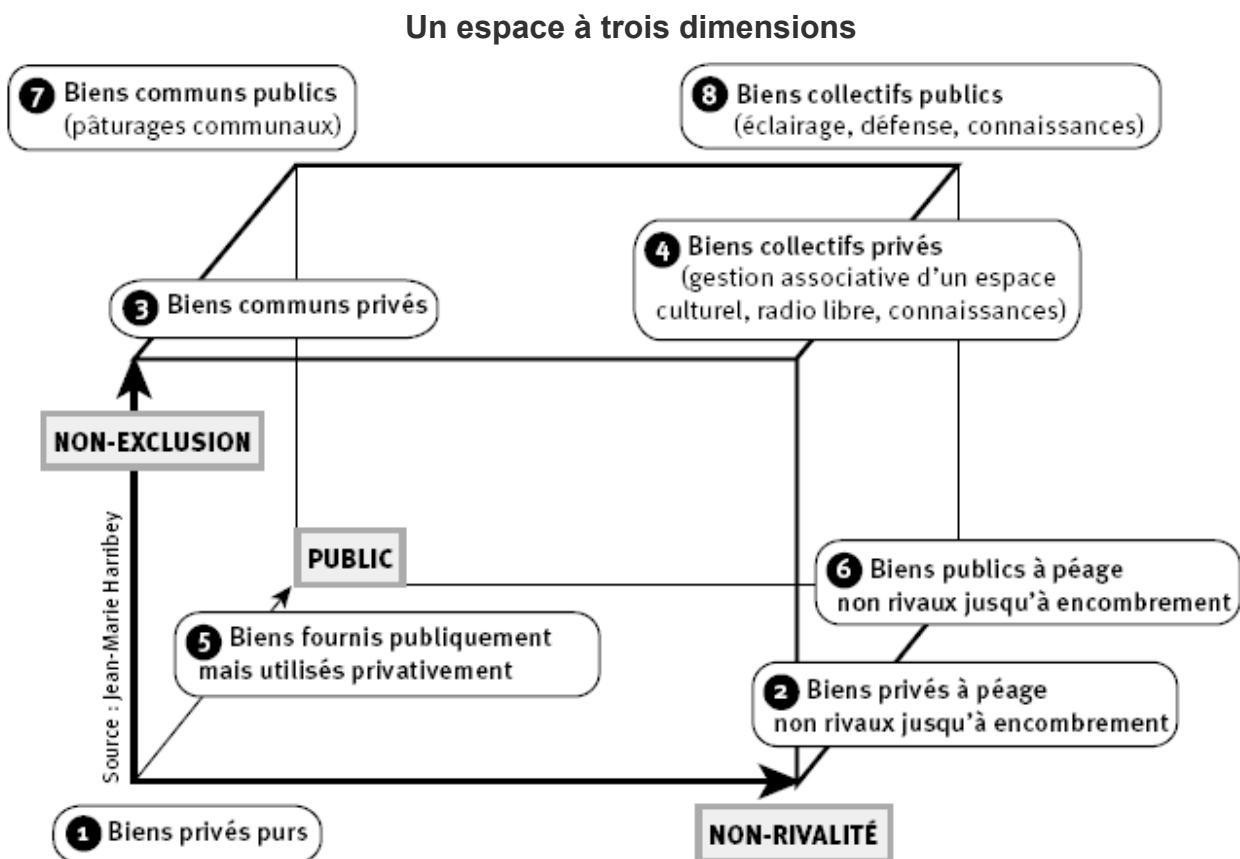 Un espace à trois dimensions
7 Biens communs publics
(pâturages communaux)
8 Biens collectifs publics
(éclairage, défense, connaissances)
4 Biens collectifs privés
(gestion associative d'un espace
culturel, radio libre, connaissances)
3 Biens communs privés
NON-EXCLUSION
Source : Jean-Marie Harribey
PUBLIC
6 Biens publics à péage
non rivaux jusqu'à encombrement
5 Biens fournis publiquement
mais utilisés privativement
2 Biens privés à péage
non rivaux jusqu'à encombrement
1 Biens privés purs
NON-RIVALITÉ